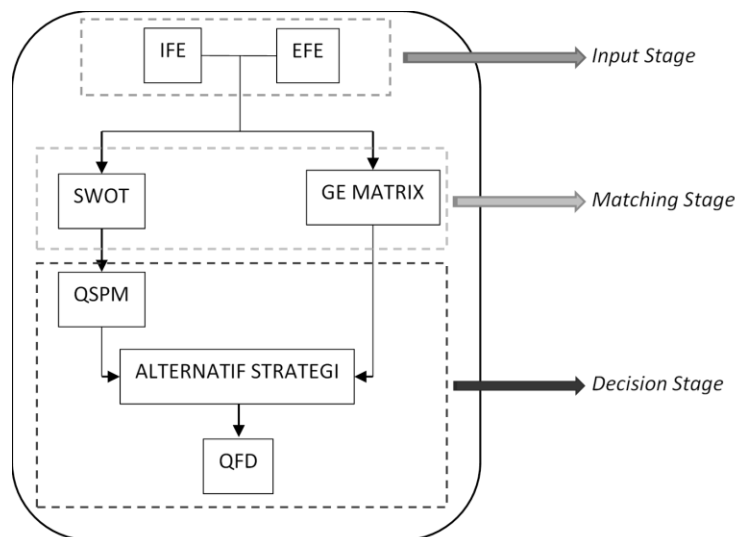 IFE
EFE
Input Stage
SWOT
GE MATRIX
Matching Stage
QSPM
ALTERNATIF STRATEGI
Decision Stage
QFD